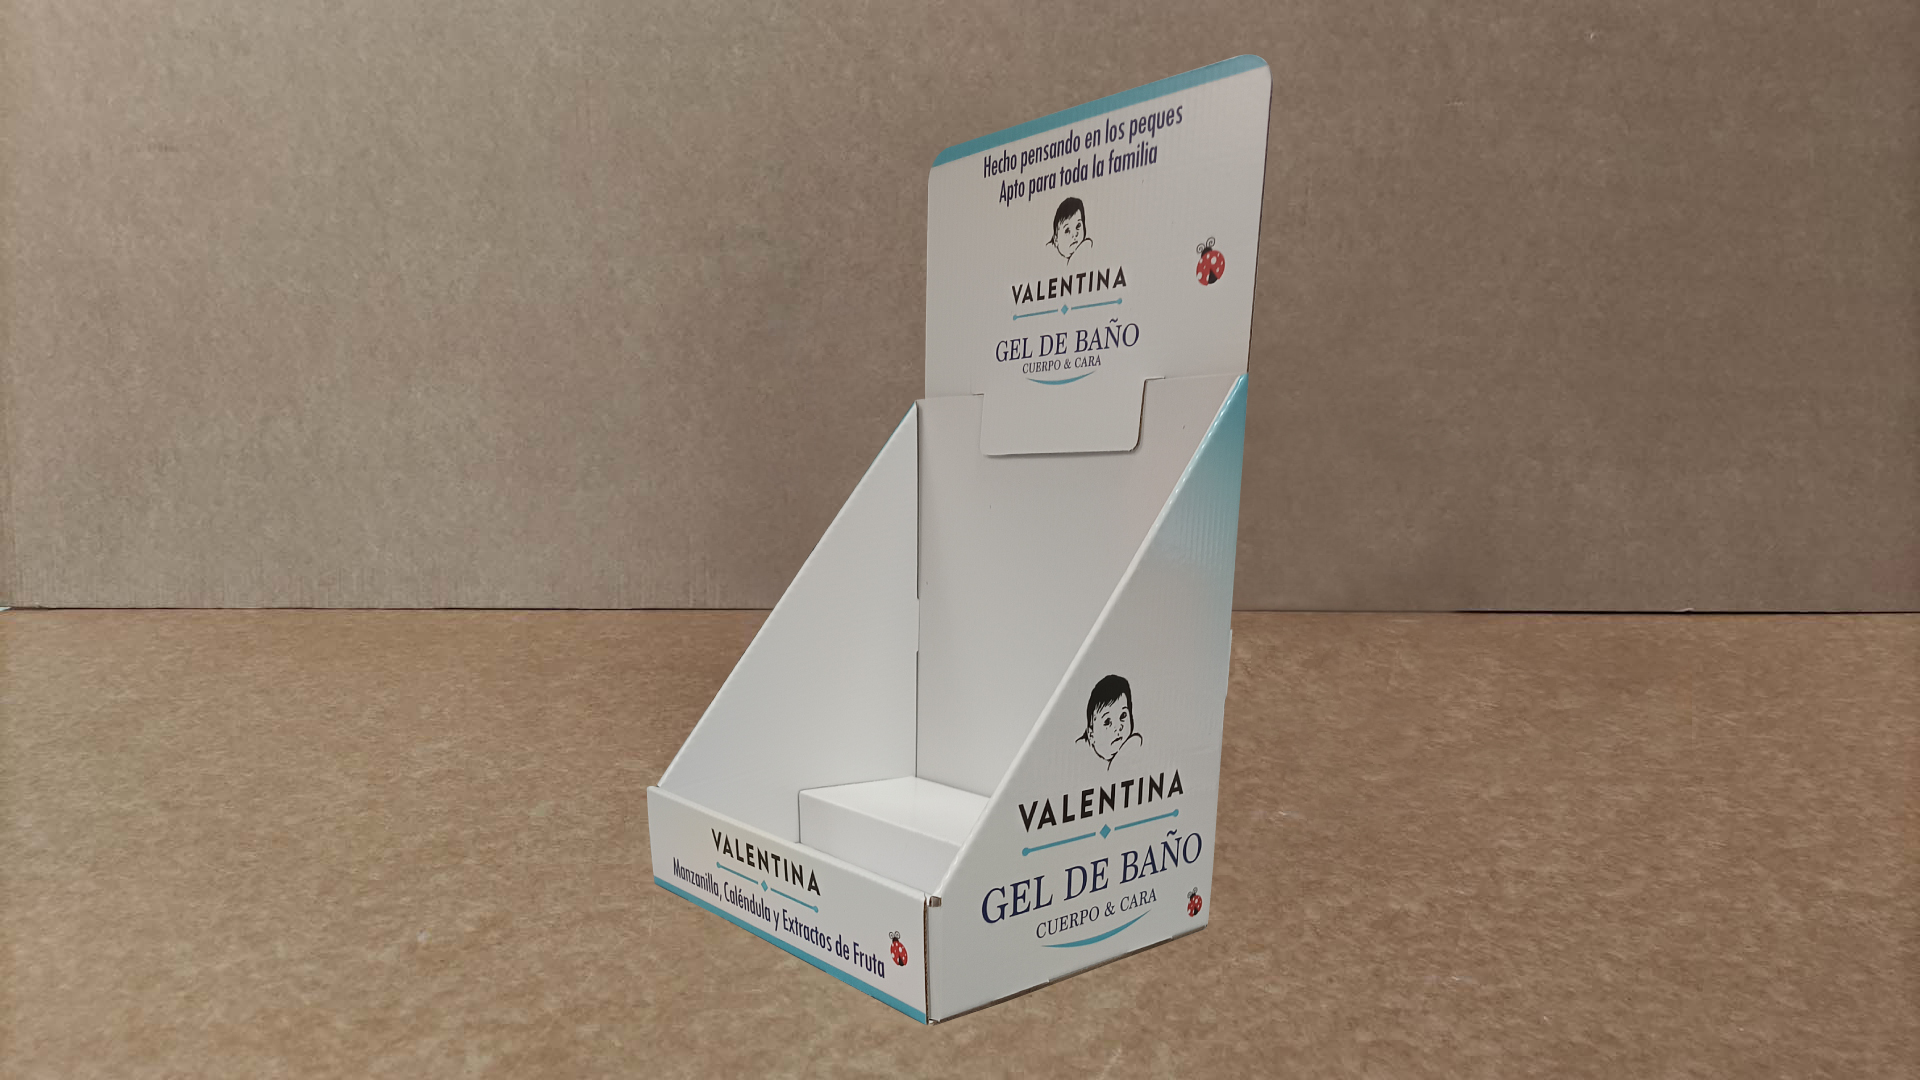 Hecho pensando en los peques
Apto para toda la familia
VALENTINA
GEL DE BAÑO
CUERPO & CARA
VALENTINA
GEL DE BAÑO
CUERPO & CARA
VALENTINA
Manzanilla, Caléndula y Extractos de Fruta